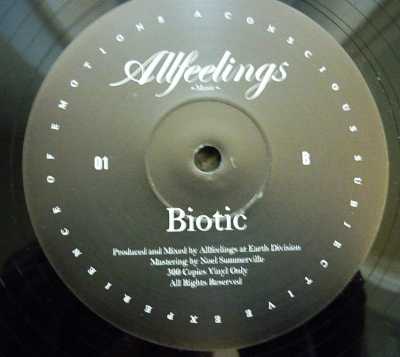 A CONSCIOUS SUBJECTIVE EXPERIENCE OF EMOTIONS
Allfeelings
~ Music ~
01 B
Biotic
Produced and Mixed by Allfeelings at Earth Division
Mastering by Noel Summerville
300 Copies Vinyl Only
All Rights Reserved